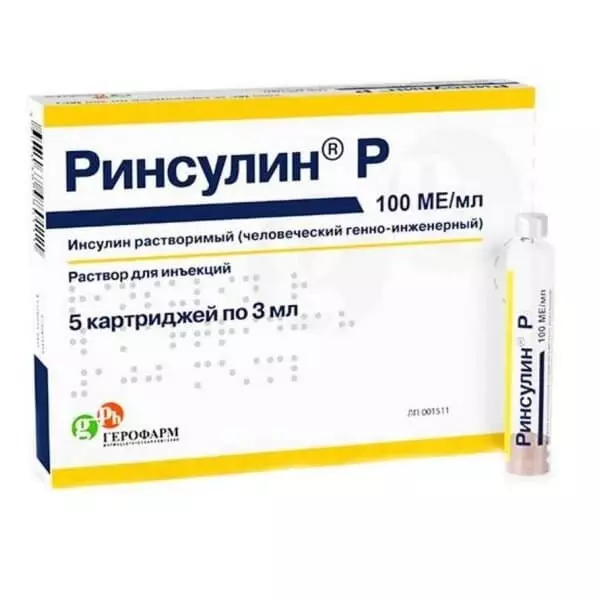 Ринсулин® Р
100 МЕ/мл
Инсулин растворимый (человеческий генно-инженерный)
Раствор для инъекций
5 картриджей по 3 мл
gPh
ГЕРОФАРМ
ЛП 001511
Ринсулин Р
100 МЕ/мл